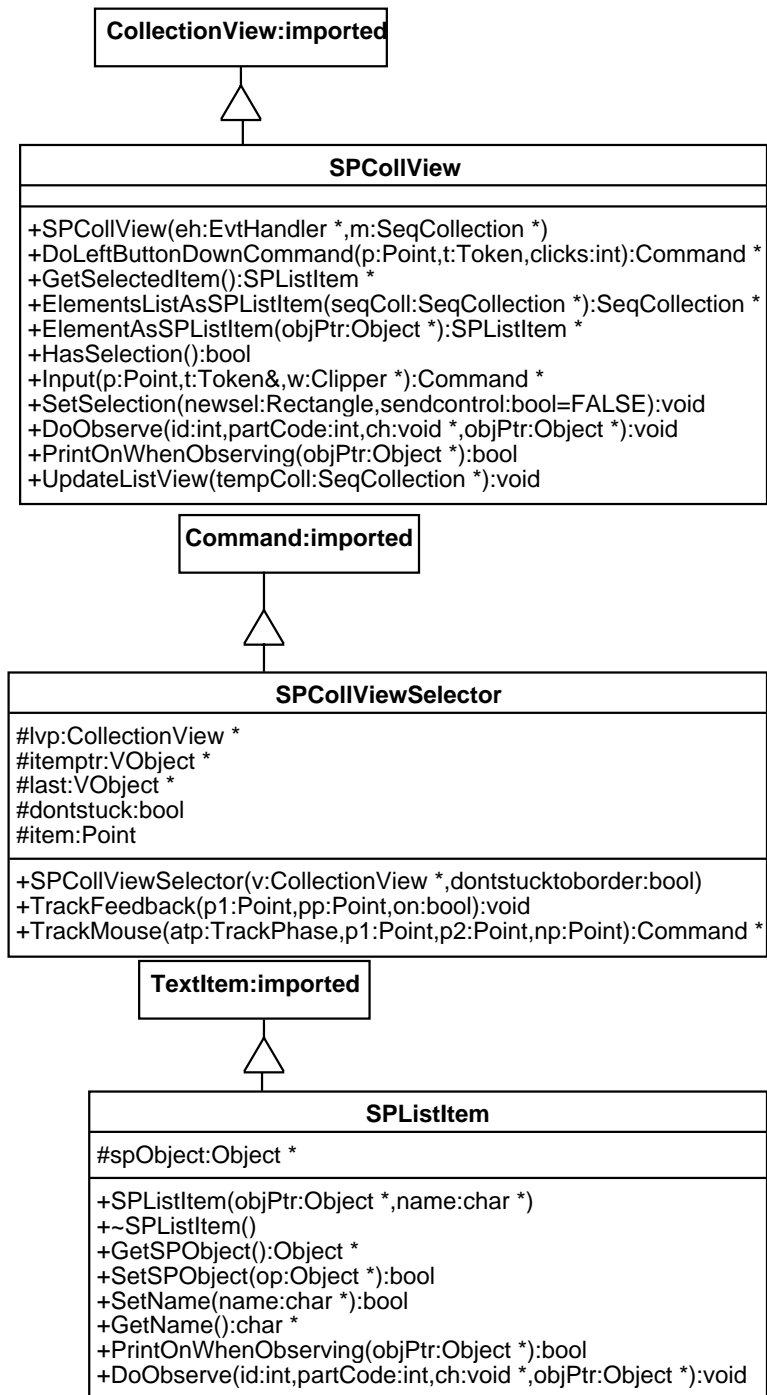 CollectionView:imported
SPCollView
+SPCollView(eh:EvtHandler *,m:SeqCollection *)
+DoLeftButtonDownCommand(p:Point,t:Token,clicks:int):Command *
+GetSelectedItem():SPListItem *
+ElementsListAsSPListItem(seqColl:SeqCollection *):SeqCollection *
+ElementAsSPListItem(objPtr:Object *):SPListItem *
+HasSelection():bool
+Input(p:Point,t:Token&,w:Clipper *):Command *
+SetSelection(newsel:Rectangle,sendcontrol:bool=FALSE):void
+DoObserve(id:int,partCode:int,ch:void *,objPtr:Object *):void
+PrintOnWhenObserving(objPtr:Object *):bool
+UpdateListView(tempColl:SeqCollection *):void
Command:imported
SPCollViewSelector
#lvp:CollectionView *
#itemptr:VObject *
#last:VObject *
#dontstuck:bool
#item:Point
+SPCollViewSelector(v:CollectionView *,dontstucktoborder:bool)
+TrackFeedback(p1:Point,pp:Point,on:bool):void
+TrackMouse(atp:TrackPhase,p1:Point,p2:Point,np:Point):Command *
TextItem:imported
SPListItem
#spObject:Object *
+SPListItem(objPtr:Object *,name:char *)
+~SPListItem()
+GetSPObject():Object *
+SetSPObject(op:Object *):bool
+SetName(name:char *):bool
+GetName():char *
+PrintOnWhenObserving(objPtr:Object *):bool
+DoObserve(id:int,partCode:int,ch:void *,objPtr:Object *):void